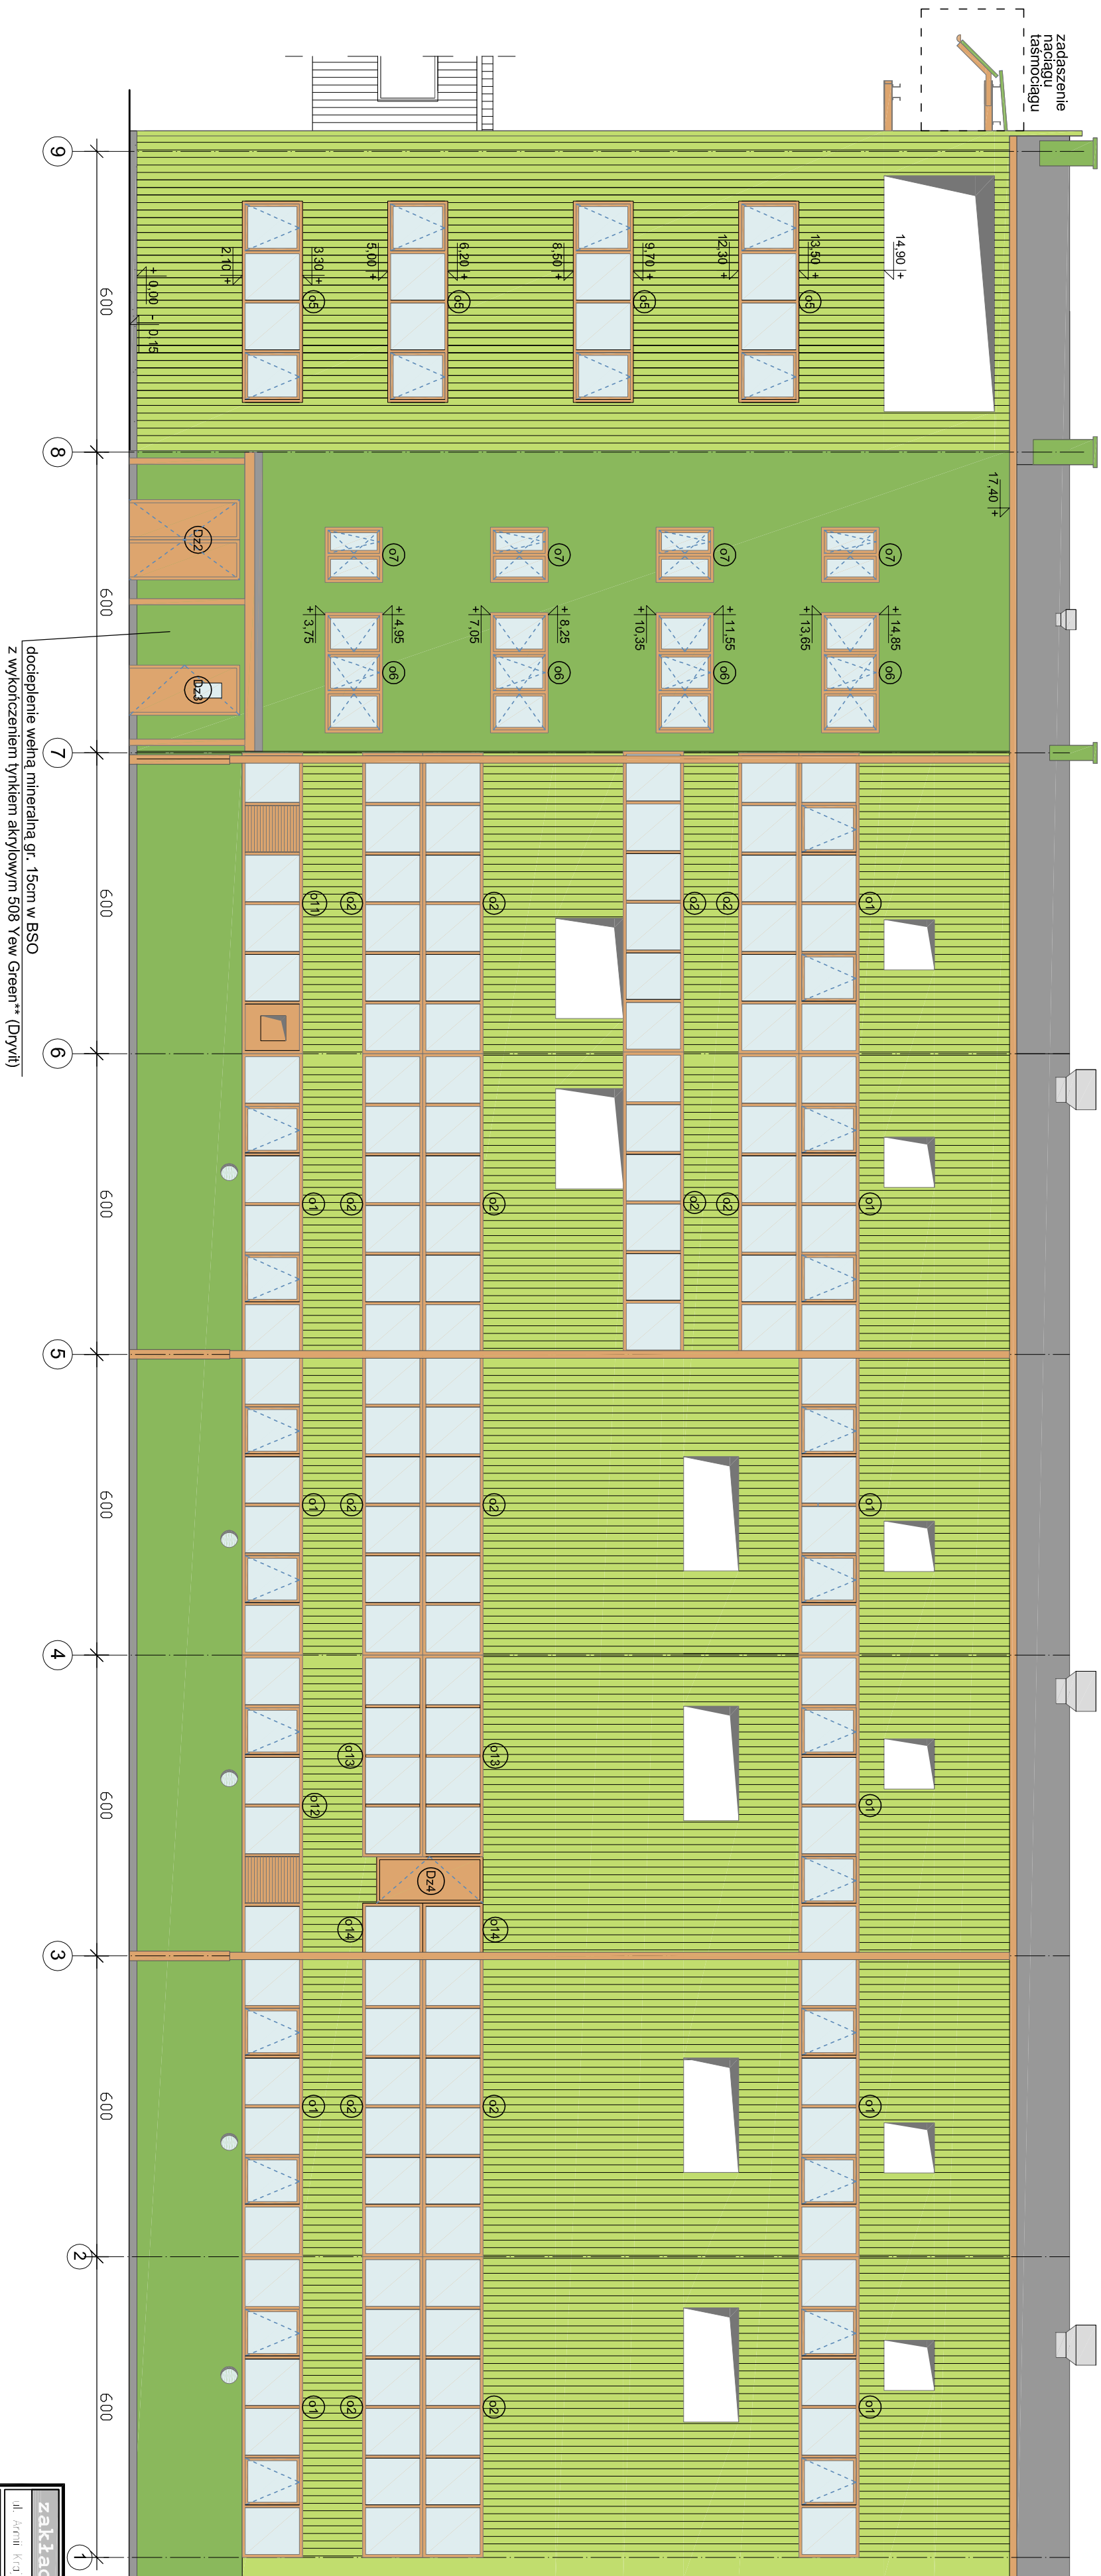 zadaszenie
naciągu
taśmociągu
14,90 +
17,40 +
13,50 +
o5
12,30 +
9,70 +
o5
8,50 +
6,20 +
o5
5,00 +
3,30 +
o5
2,10 +
+ 0,00
- 0,15
o7
o7
o7
o7
+ 14,85
o6
+ 13,65
+ 11,55
o6
+ 10,35
+ 8,25
o6
+ 7,05
+ 4,95
o6
+ 3,75
Dz2
Dz3
o1
o1
o1
o1
o1
o1
o2
o2
o2
o2
o2
o2
o2
o13
o14
o2
o2
o2
o2
o2
o13
o14
o2
o2
Dz4
o11
o1
o1
o12
o1
o1
600
600
600
600
600
600
600
600
9
8
7
6
5
4
3
2
1
docieplenie wełną mineralną gr. 15cm w BSO
z wykończeniem tynkiem akrylowym 508 Yew Green** (Dryvit)
ul. Armii